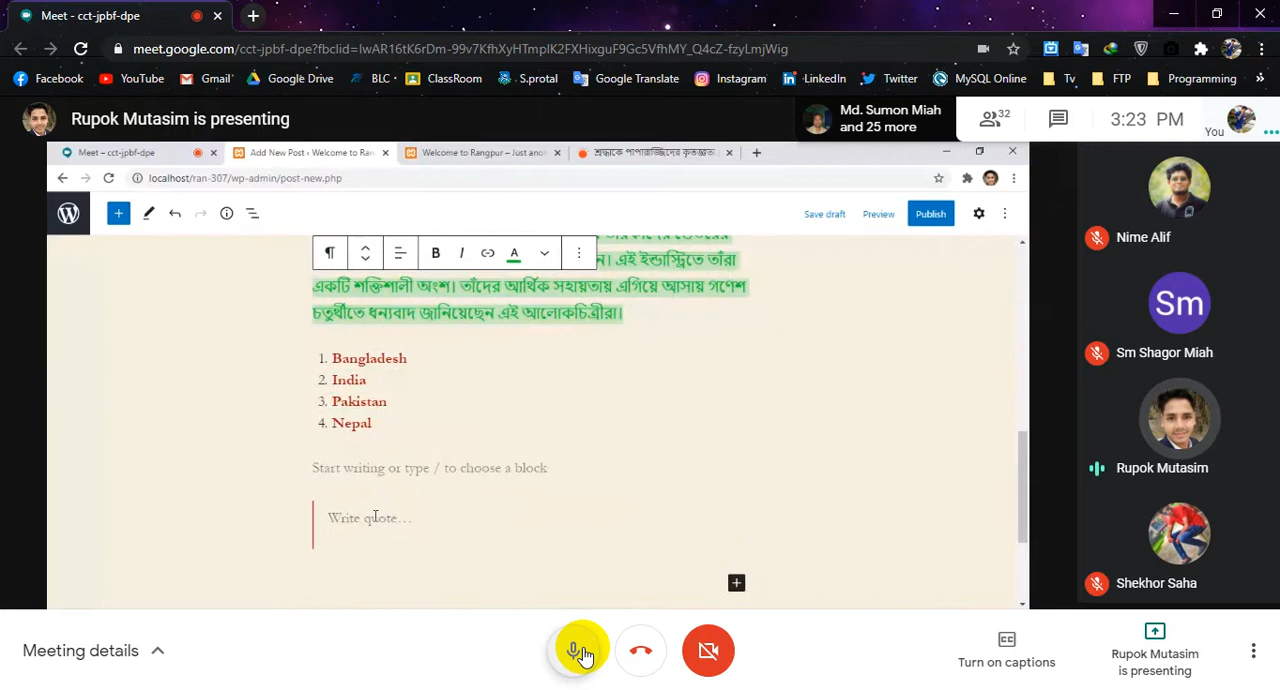 Meet - cct-jpbf-dpe
meet.google.com/cct-jpbf-dpe?fbclid=IwAR16tK6rDm-99v7KfhXyHTmpIK2FXHixguF9Gc5VfhMY_Q4cZ-fzyLmjWig
Facebook YouTube Gmail Google Drive BLC ClassRoom S.protal Google Translate Instagram LinkedIn Twitter MySQL Online Tv FTP Programming »
Rupok Mutasim is presenting
Md. Sumon Miah
and 25 more
32
3:23 PM
You
Meet – cct-jpbf-dpe
Add New Post ‹ Welcome to Ran
Welcome to Rangpur – Just anot
শ্রদ্ধাকে পাপারাজ্জিদের কৃতজ্ঞতা
localhost/ran-307/wp-admin/post-new.php
Save draft Preview Publish
B I A
ন। এই ইন্ডাস্ট্রিতে তাঁরা
একটি শক্তিশালী অংশ। তাঁদের আর্থিক সহায়তায় এগিয়ে আসায় গণেশ
চতুর্থীতে ধন্যবাদ জানিয়েছেন এই আলোকচিত্রীরা।
1. Bangladesh
2. India
3. Pakistan
4. Nepal
Start writing or type / to choose a block
Write quote…
Nime Alif
Sm
Sm Shagor Miah
Rupok Mutasim
Shekhor Saha
Meeting details
Turn on captions
Rupok Mutasim
is presenting